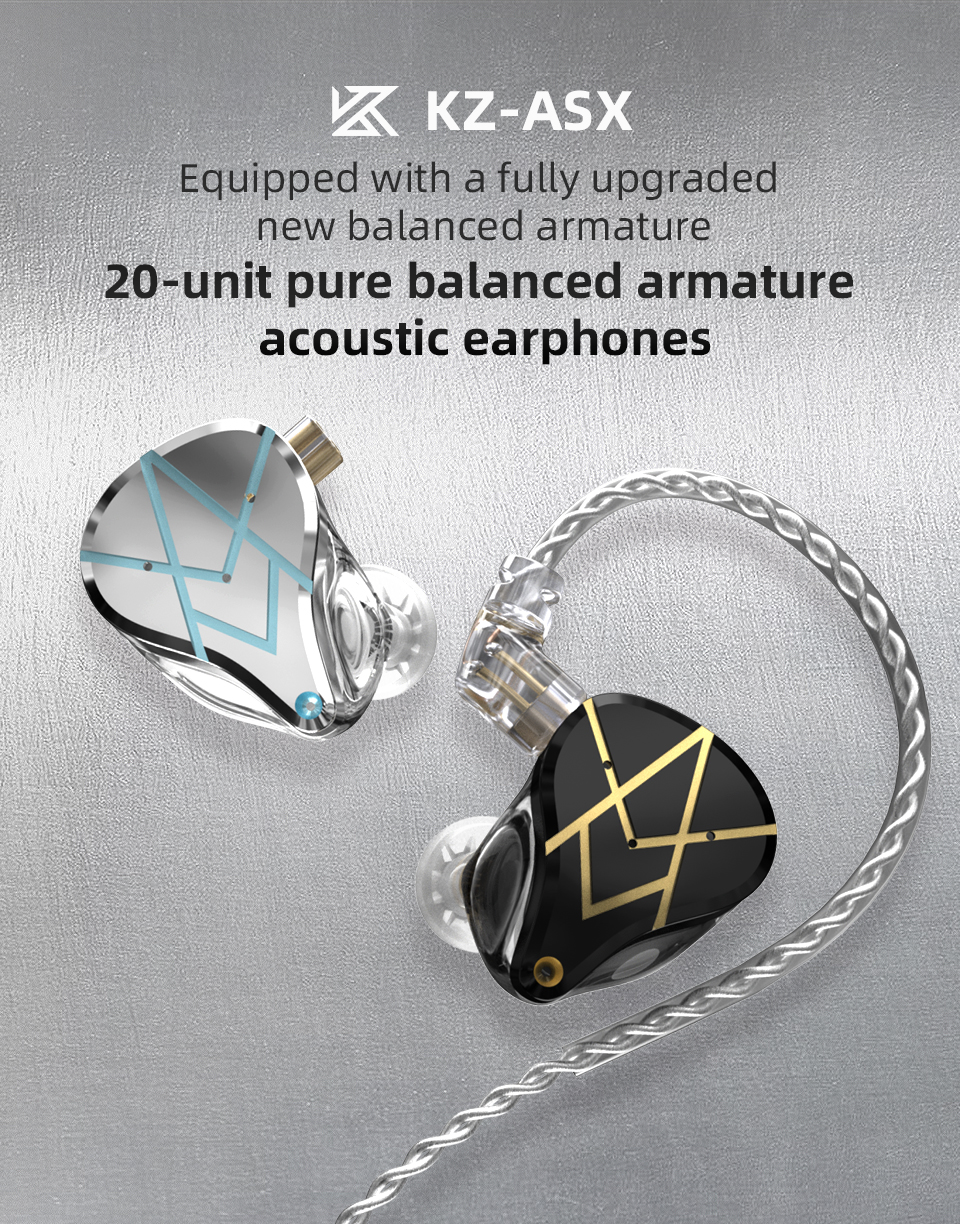 KZ-ASX
Equipped with a fully upgraded
new balanced armature
20-unit pure balanced armature
acoustic earphones